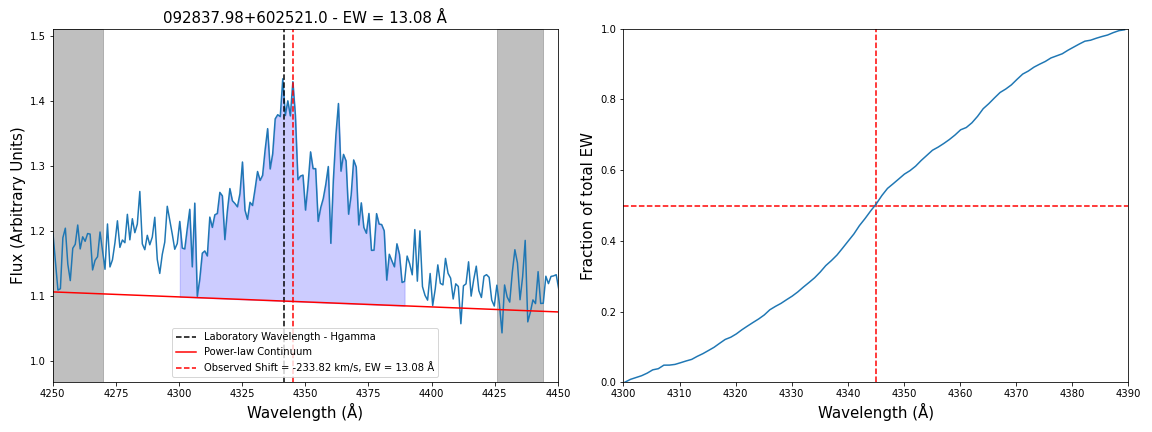 092837.98+602521.0 - EW = 13.08 Å
Flux (Arbitrary Units)
1.5
1.4
1.3
1.2
1.1
1.0
Laboratory Wavelength - Hgamma
Power-law Continuum
Observed Shift = -233.82 km/s, EW = 13.08 Å
4250 4275 4300 4325 4350 4375 4400 4425 4450
Wavelength (Å)
Fraction of total EW
1.0
0.8
0.6
0.4
0.2
0.0
4300 4310 4320 4330 4340 4350 4360 4370 4380 4390
Wavelength (Å)